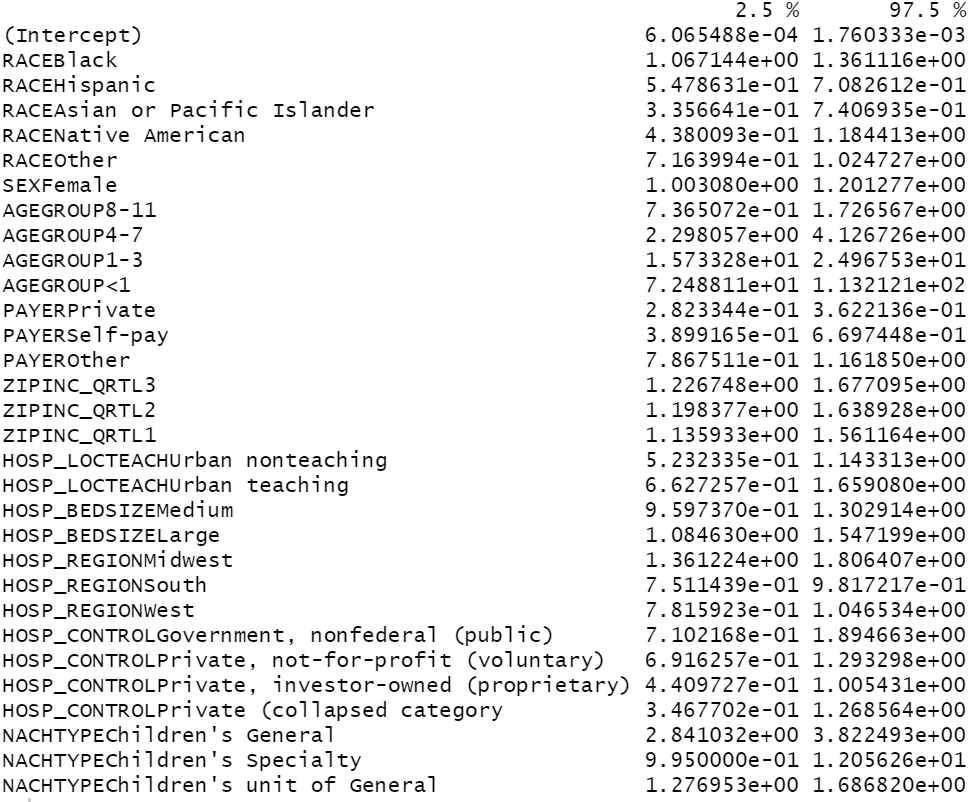 2.5 % 97.5 %
(Intercept) 6.065488e-04 1.760333e-03
RACEBlack 1.067144e+00 1.361116e+00
RACEHispanic 5.478631e-01 7.082612e-01
RACEAsian or Pacific Islander 3.356641e-01 7.406935e-01
RACENative American 4.380093e-01 1.184413e+00
RACEOther 7.163994e-01 1.024727e+00
SEXFemale 1.003080e+00 1.201277e+00
AGEGROUP8-11 7.365072e-01 1.726567e+00
AGEGROUP4-7 2.298057e+00 4.126726e+00
AGEGROUP1-3 1.573328e+01 2.496753e+01
AGEGROUP<1 7.248811e+01 1.132121e+02
PAYERPrivate 2.823344e-01 3.622136e-01
PAYERSelf-pay 3.899165e-01 6.697448e-01
PAYEROther 7.867511e-01 1.161850e+00
ZIPINC_QRTL3 1.226748e+00 1.677095e+00
ZIPINC_QRTL2 1.198377e+00 1.638928e+00
ZIPINC_QRTL1 1.135933e+00 1.561164e+00
HOSP_LOCTEACHUrban nonteaching 5.232335e-01 1.143313e+00
HOSP_LOCTEACHUrban teaching 6.627257e-01 1.659080e+00
HOSP_BEDSIZEMedium 9.597370e-01 1.302914e+00
HOSP_BEDSIZELarge 1.084630e+00 1.547199e+00
HOSP_REGIONMidwest 1.361224e+00 1.806407e+00
HOSP_REGIONSouth 7.511439e-01 9.817217e-01
HOSP_REGIONWest 7.815923e-01 1.046534e+00
HOSP_CONTROLGovernment, nonfederal (public) 7.102168e-01 1.894663e+00
HOSP_CONTROLPrivate, not-for-profit (voluntary) 6.916257e-01 1.293298e+00
HOSP_CONTROLPrivate, investor-owned (proprietary) 4.409727e-01 1.005431e+00
HOSP_CONTROLPrivate (collapsed category 3.467702e-01 1.268564e+00
NACHTYPEChildren's General 2.841032e+00 3.822493e+00
NACHTYPEChildren's Specialty 9.950000e-01 1.205626e+01
NACHTYPEChildren's unit of General 1.276953e+00 1.686820e+00